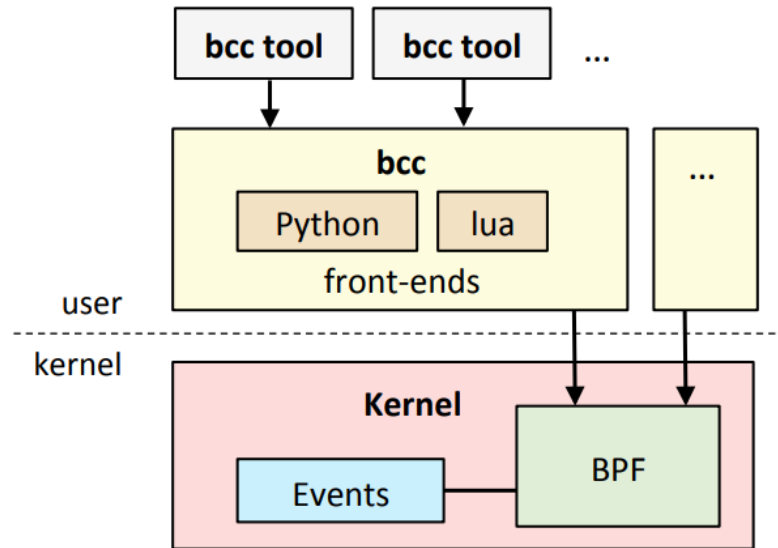 bcc tool
bcc tool
...
bcc
...
Python
lua
front-ends
user
kernel
Kernel
BPF
Events